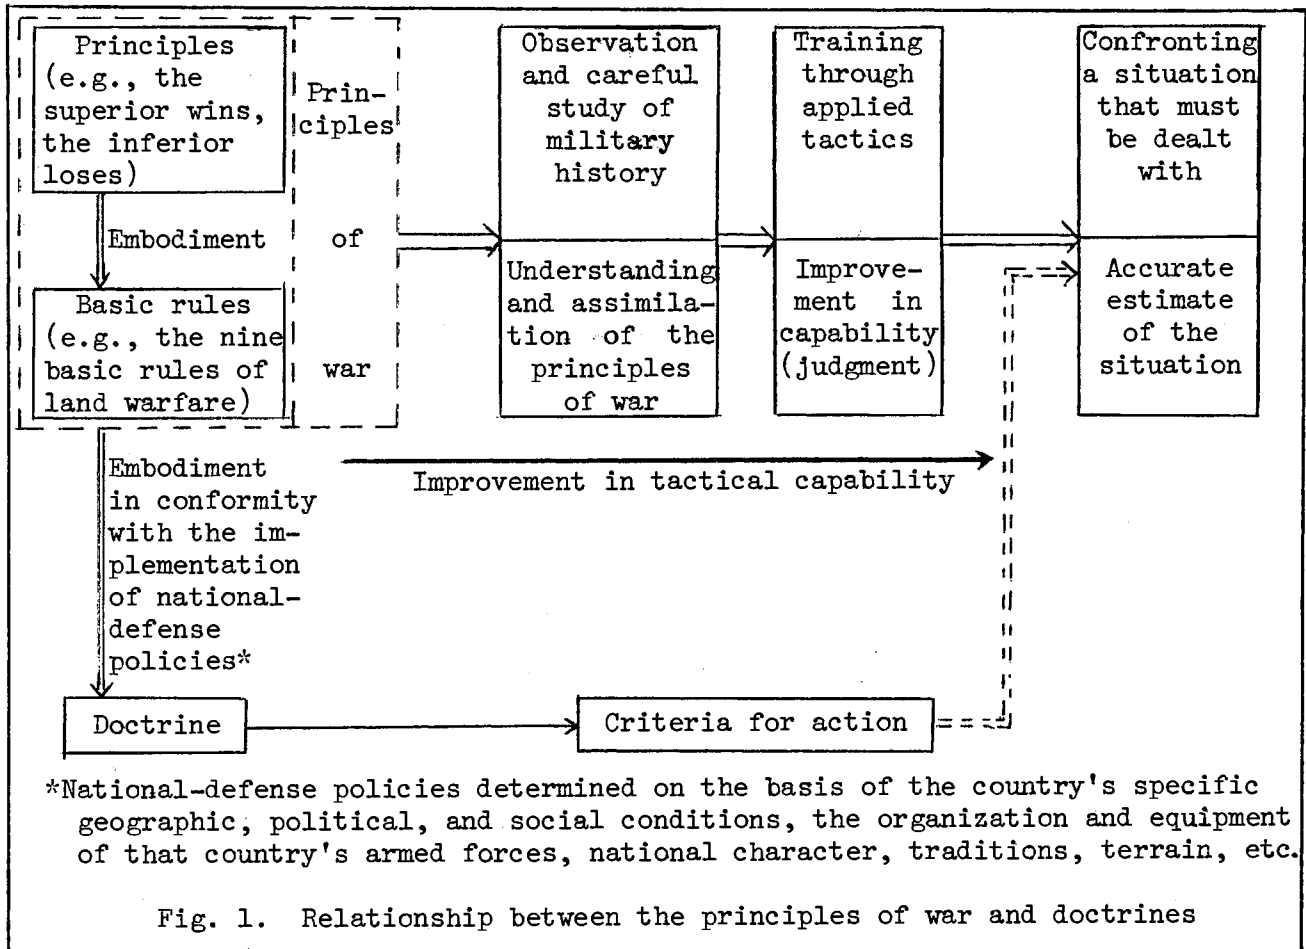 Principles
(e.g., the
superior wins,
the inferior
loses)
Embodiment
Basic rules
(e.g., the nine
basic rules of
land warfare)
Prin-
ciples
of
war
Observation
and careful
study of
military
history
Understanding
and assimila-
tion of the
principles
of war
Training
through
applied
tactics
Improve-
ment in
capability
(judgment)
Confronting
a situation
that must
be dealt
with
Accurate
estimate
of the
situation
Embodiment
in conformity
with the im-
plementation
of national-
defense
policies*
Improvement in tactical capability
Doctrine
Criteria for action
*National-defense policies determined on the basis of the country's specific
geographic, political, and social conditions, the organization and equipment
of that country's armed forces, national character, traditions, terrain, etc.
Fig. 1. Relationship between the principles of war and doctrines